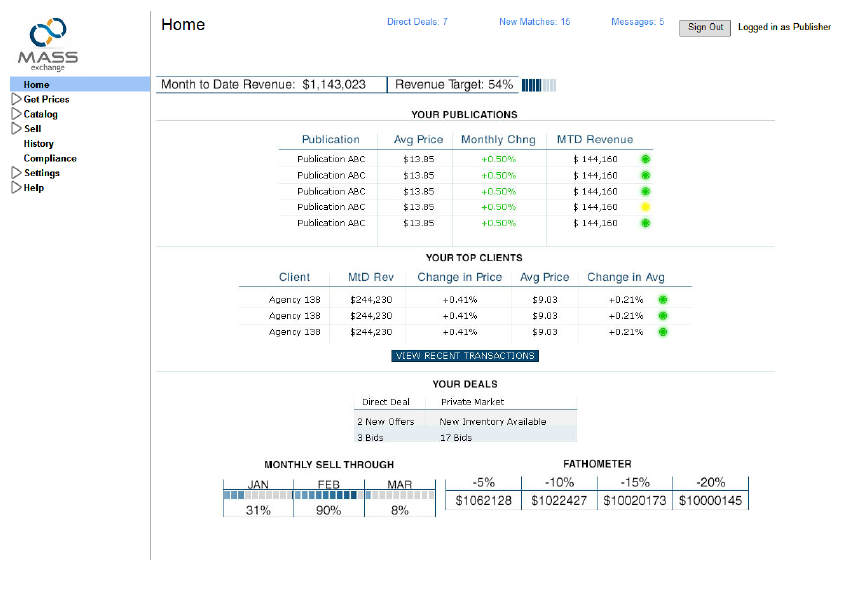 Home
Direct Deals: 7
New Matches: 15
Messages: 5
Sign Out
Logged in as Publisher
MASS
exchange
Home
Get Prices
Catalog
Sell
History
Compliance
Settings
Help
Month to Date Revenue: $1,143,023
Revenue Target: 54%
YOUR PUBLICATIONS
Publication Avg Price Monthly Chng MTD Revenue
Publication ABC $13.85 +0.50% $ 144,160
Publication ABC $13.85 +0.50% $ 144,160
Publication ABC $13.85 +0.50% $ 144,160
Publication ABC $13.85 +0.50% $ 144,160
Publication ABC $13.85 +0.50% $ 144,160
YOUR TOP CLIENTS
Client MtD Rev Change in Price Avg Price Change in Avg
Agency 138 $244,230 +0.41% $9.03 +0.21%
Agency 138 $244,230 +0.41% $9.03 +0.21%
Agency 138 $244,230 +0.41% $9.03 +0.21%
VIEW RECENT TRANSACTIONS
YOUR DEALS
Direct Deal Private Market
2 New Offers New Inventory Available
3 Bids 17 Bids
MONTHLY SELL THROUGH
JAN FEB MAR
31% 90% 8%
FATHOMETER
-5% -10% -15% -20%
$1062128 $1022427 $10020173 $10000145